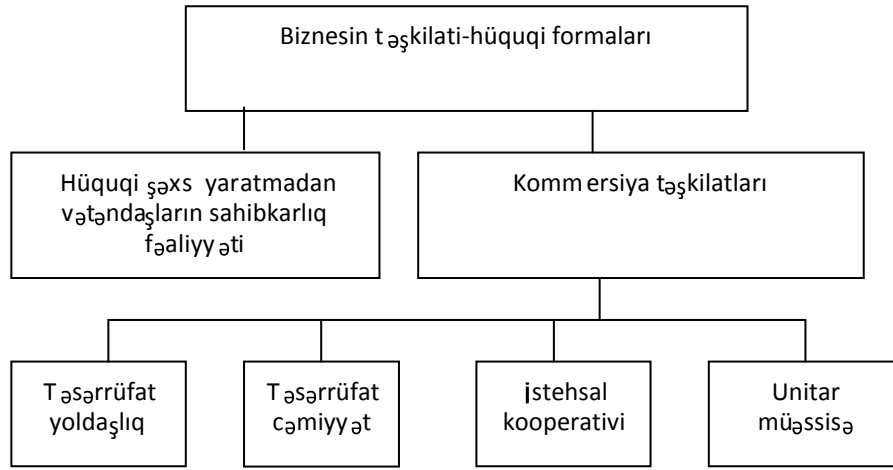 Biznesin təşkilati-hüquqi formaları
Hüquqi şəxs yaratmadan
vətəndaşların sahibkarlıq
fəaliyyəti
Kommersiya təşkilatları
Təsərrüfat
yoldaşlıq
Təsərrüfat
cəmiyyət
İstehsal
kooperativi
Unitar
müəssisə